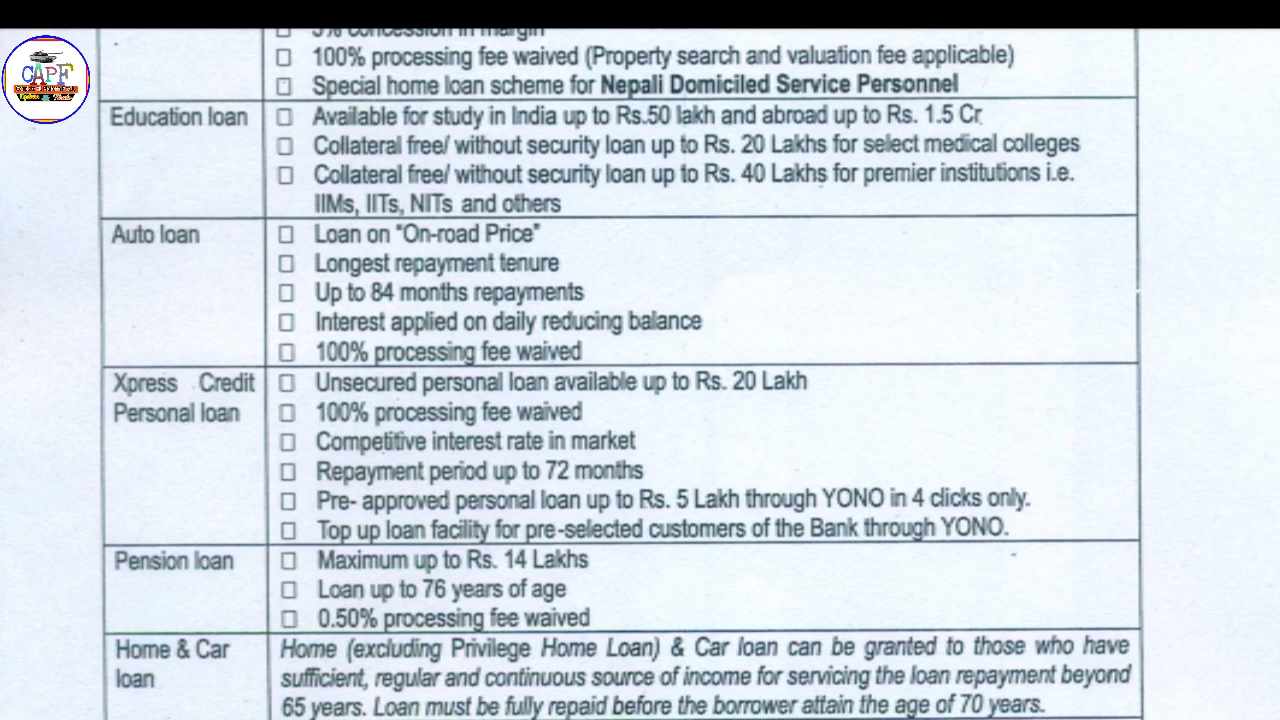 CAPF
5% concession in margin
100% processing fee waived (Property search and valuation fee applicable)
Special home loan scheme for Nepali Domiciled Service Personnel
Education loan
Available for study in India up to Rs.50 lakh and abroad up to Rs. 1.5 Cr
Collateral free/ without security loan up to Rs. 20 Lakhs for select medical colleges
Collateral free/ without security loan up to Rs. 40 Lakhs for premier institutions i.e.
IIMs, IITs, NITs and others
Auto loan
Loan on "On-road Price"
Longest repayment tenure
Up to 84 months repayments
Interest applied on daily reducing balance
100% processing fee waived
Xpress Credit
Personal loan
Unsecured personal loan available up to Rs. 20 Lakh
100% processing fee waived
Competitive interest rate in market
Repayment period up to 72 months
Pre- approved personal loan up to Rs. 5 Lakh through YONO in 4 clicks only.
Top up loan facility for pre-selected customers of the Bank through YONO.
Pension loan
Maximum up to Rs. 14 Lakhs
Loan up to 76 years of age
0.50% processing fee waived
Home & Car
loan
Home (excluding Privilege Home Loan) & Car loan can be granted to those who have
sufficient, regular and continuous source of income for servicing the loan repayment beyond
65 years. Loan must be fully repaid before the borrower attain the age of 70 years.